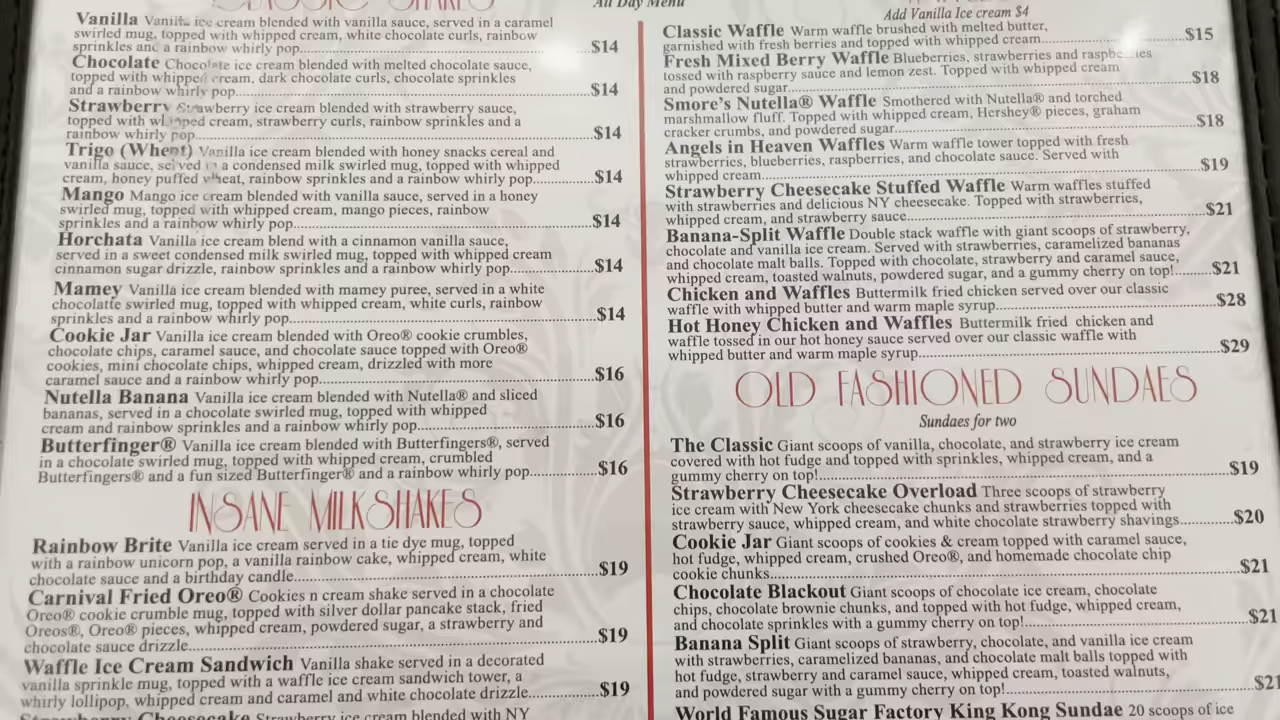 CLASSIC SHAKES
Vanilla Vanilla ice cream blended with vanilla sauce, served in a caramel
swirled mug, topped with whipped cream, white chocolate curls, rainbow
sprinkles and a rainbow whirly pop....$14
Chocolate Chocolate ice cream blended with melted chocolate sauce,
topped with whipped cream, dark chocolate curls, chocolate sprinkles
and a rainbow whirly pop....$14
Strawberry Strawberry ice cream blended with strawberry sauce,
topped with whipped cream, strawberry curls, rainbow sprinkles and a
rainbow whirly pop....$14
Trigo (Wheat) Vanilla ice cream blended with honey snacks cereal and
vanilla sauce, served in a condensed milk swirled mug, topped with whipped
cream, honey puffed wheat, rainbow sprinkles and a rainbow whirly pop....$14
Mango Mango ice cream blended with vanilla sauce, served in a honey
swirled mug, topped with whipped cream, mango pieces, rainbow
sprinkles and a rainbow whirly pop....$14
Horchata Vanilla ice cream blend with a cinnamon vanilla sauce,
served in a sweet condensed milk swirled mug, topped with whipped cream
cinnamon sugar drizzle, rainbow sprinkles and a rainbow whirly pop....$14
Mamey Vanilla ice cream blended with mamey puree, served in a white
chocolatte swirled mug, topped with whipped cream, white curls, rainbow
sprinkles and a rainbow whirly pop....$14
Cookie Jar Vanilla ice cream blended with Oreo® cookie crumbles,
chocolate chips, caramel sauce, and chocolate sauce topped with Oreo®
cookies, mini chocolate chips, whipped cream, drizzled with more
caramel sauce and a rainbow whirly pop....$16
Nutella Banana Vanilla ice cream blended with Nutella® and sliced
bananas, served in a chocolate swirled mug, topped with whipped
cream and rainbow sprinkles and a rainbow whirly pop....$16
Butterfinger® Vanilla ice cream blended with Butterfingers®, served
in a chocolate swirled mug, topped with whipped cream, crumbled
Butterfingers® and a fun sized Butterfinger® and a rainbow whirly pop....$16
INSANE MILKSHAKES
Rainbow Brite Vanilla ice cream served in a tie dye mug, topped
with a rainbow unicorn pop, a vanilla rainbow cake, whipped cream, white
chocolate sauce and a birthday candle....$19
Carnival Fried Oreo® Cookies n cream shake served in a chocolate
Oreo® cookie crumble mug, topped with silver dollar pancake stack, fried
Oreos®, Oreo® pieces, whipped cream, powdered sugar, a strawberry and
chocolate sauce drizzle....$19
Waffle Ice Cream Sandwich Vanilla shake served in a decorated
vanilla sprinkle mug, topped with a waffle ice cream sandwich tower, a
whirly lollipop, whipped cream and caramel and white chocolate drizzle....$19
Strawberry Cheesecake Strawberry ice cream blended with NY
All Day Menu
Add Vanilla Ice cream $4
Classic Waffle Warm waffle brushed with melted butter,
garnished with fresh berries and topped with whipped cream....$15
Fresh Mixed Berry Waffle Blueberries, strawberries and raspberries
tossed with raspberry sauce and lemon zest. Topped with whipped cream
and powdered sugar....$18
Smore's Nutella® Waffle Smothered with Nutella® and torched
marshmallow fluff. Topped with whipped cream, Hershey® pieces, graham
cracker crumbs, and powdered sugar....$18
Angels in Heaven Waffles Warm waffle tower topped with fresh
strawberries, blueberries, raspberries, and chocolate sauce. Served with
whipped cream....$19
Strawberry Cheesecake Stuffed Waffle Warm waffles stuffed
with strawberries and delicious NY cheesecake. Topped with strawberries,
whipped cream, and strawberry sauce....$21
Banana-Split Waffle Double stack waffle with giant scoops of strawberry,
chocolate and vanilla ice cream. Served with strawberries, caramelized bananas
and chocolate malt balls. Topped with chocolate, strawberry and caramel sauce,
whipped cream, toasted walnuts, powdered sugar, and a gummy cherry on top!....$21
Chicken and Waffles Buttermilk fried chicken served over our classic
waffle with whipped butter and warm maple syrup....$28
Hot Honey Chicken and Waffles Buttermilk fried chicken and
waffle tossed in our hot honey sauce served over our classic waffle with
whipped butter and warm maple syrup....$29
OLD FASHIONED SUNDAES
Sundaes for two
The Classic Giant scoops of vanilla, chocolate, and strawberry ice cream
covered with hot fudge and topped with sprinkles, whipped cream, and a
gummy cherry on top!....$19
Strawberry Cheesecake Overload Three scoops of strawberry
ice cream with New York cheesecake chunks and strawberries topped with
strawberry sauce, whipped cream, and white chocolate strawberry shavings....$20
Cookie Jar Giant scoops of cookies & cream topped with caramel sauce,
hot fudge, whipped cream, crushed Oreo®, and homemade chocolate chip
cookie chunks....$21
Chocolate Blackout Giant scoops of chocolate ice cream, chocolate
chips, chocolate brownie chunks, and topped with hot fudge, whipped cream,
and chocolate sprinkles with a gummy cherry on top!....$21
Banana Split Giant scoops of strawberry, chocolate, and vanilla ice cream
with strawberries, caramelized bananas, and chocolate malt balls topped with
hot fudge, strawberry and caramel sauce, whipped cream, toasted walnuts,
and powdered sugar with a gummy cherry on top!....$21
World Famous Sugar Factory King Kong Sundae 20 scoops of ice